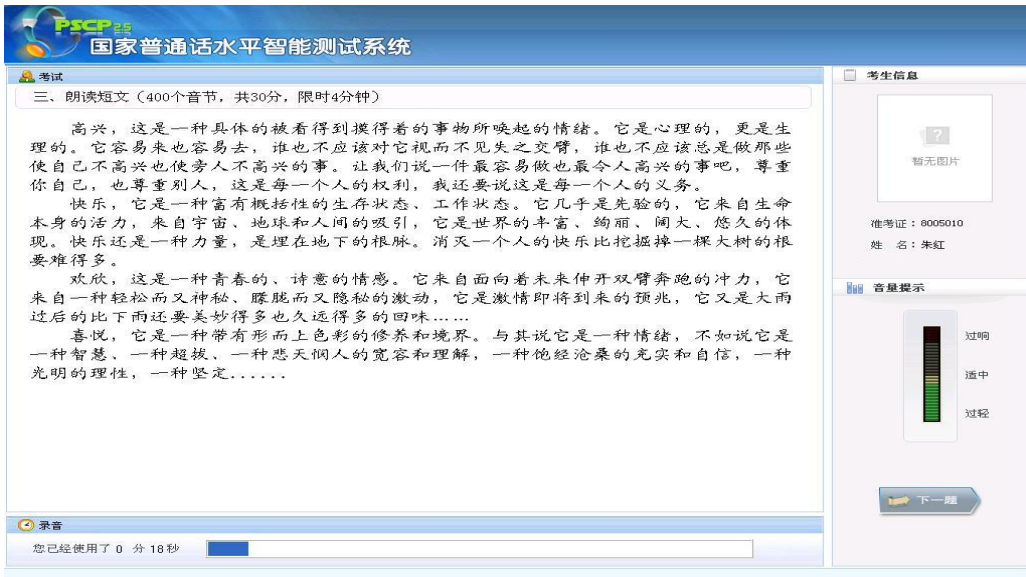 PSCP 2.5
国家普通话水平智能测试系统
考试
三、朗读短文（400个音节，共30分，限时4分钟）
高兴，这是一种具体的被看得到摸得着的事物所唤起的情绪。它是心理的，更是生
理的。它容易来也容易去，谁也不应该对它视而不见失之交臂，谁也不应该总是做那些
使自己不高兴也使旁人不高兴的事。让我们说一件最容易做也最令人高兴的事吧，尊重
你自己，也尊重别人，这是每一个人的权利，我还要说这是每一个人的义务。
快乐，它是一种富有概括性的生存状态、工作状态。它几乎是先验的，它来自生命
本身的活力，来自宇宙、地球和人间的吸引，它是世界的丰富、绚丽、阔大、悠久的体
现。快乐还是一种力量，是埋在地下的根脉。消灭一个人的快乐比挖掘掉一棵大树的根
要难得多。
欢欣，这是一种青春的、诗意的情感。它来自面向着未来伸开双臂奔跑的冲力，它
来自一种轻松而又神秘、朦胧而又隐秘的激动，它是激情即将到来的预兆，它又是大雨
过后的比下雨还要美妙得多也久远得多的回味……
喜悦，它是一种带有形而上色彩的修养和境界。与其说它是一种情绪，不如说它是
一种智慧、一种超拔、一种悲天悯人的宽容和理解，一种饱经沧桑的充实和自信，一种
光明的理性，一种坚定......
录音
您已经使用了 0 分 18 秒
考生信息
?
暂无图片
准考证：8005010
姓 名：朱红
音量提示
过响
适中
过轻
下一题